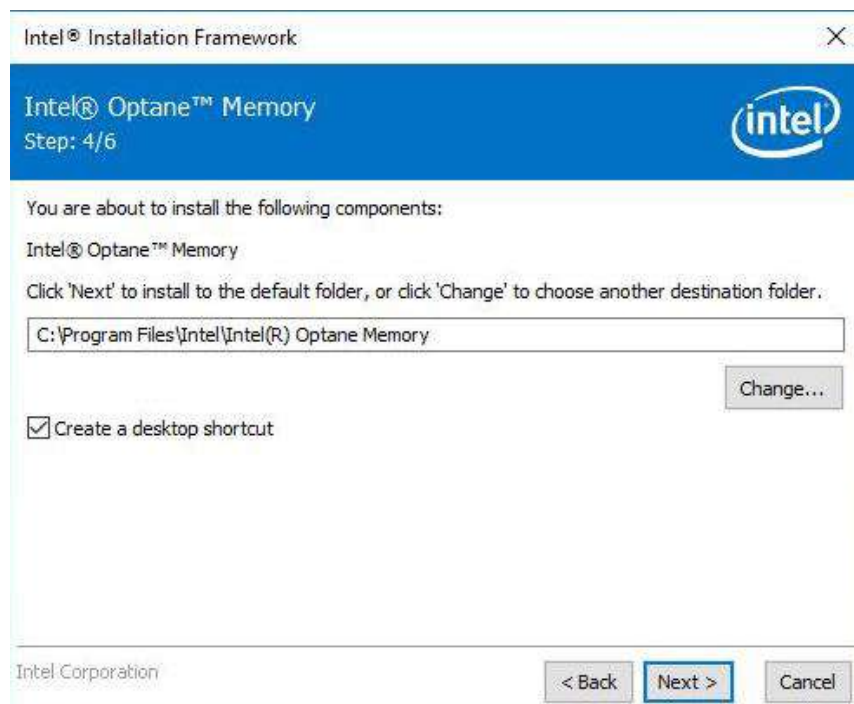 Intel® Installation Framework
Intel® Optane™ Memory
Step: 4/6
intel
You are about to install the following components:
Intel® Optane™ Memory
Click 'Next' to install to the default folder, or click 'Change' to choose another destination folder.
C:\Program Files\Intel\Intel(R) Optane Memory
Change...
Create a desktop shortcut
Intel Corporation
< Back
Next >
Cancel